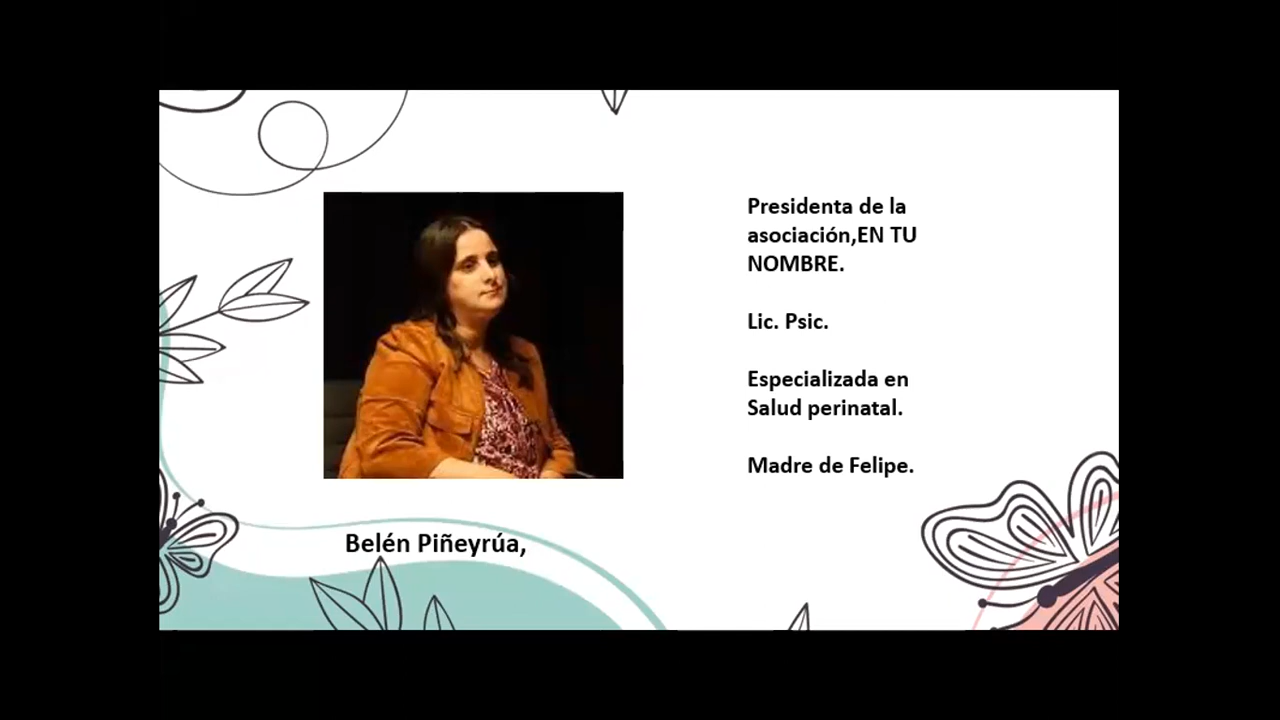 Presidenta de la
asociación,EN TU
NOMBRE.
Lic. Psic.
Especializada en
Salud perinatal.
Madre de Felipe.
Belén Piñeyrúa,